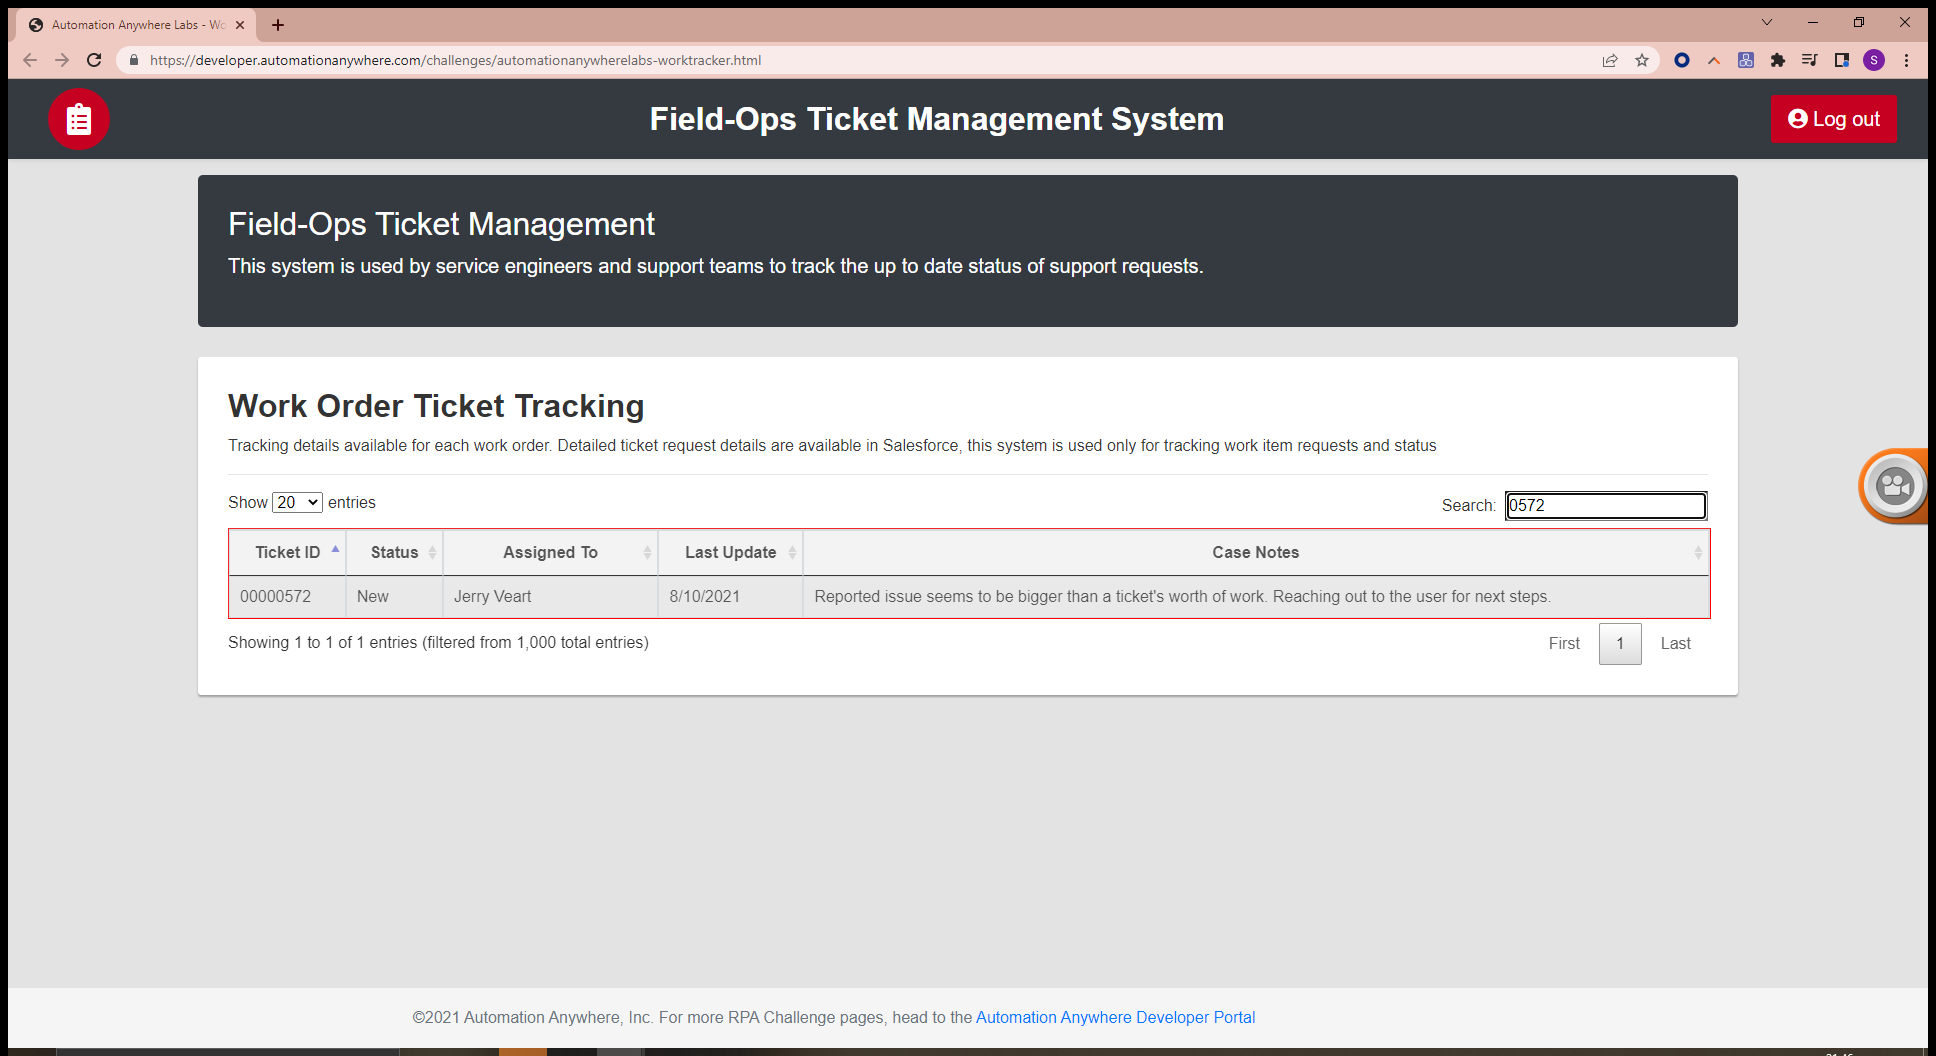 Automation Anywhere Labs - Wo
https://developer.automationanywhere.com/challenges/automationanywherelabs-worktracker.html
S
Field-Ops Ticket Management System
Log out
Field-Ops Ticket Management
This system is used by service engineers and support teams to track the up to date status of support requests.
Work Order Ticket Tracking
Tracking details available for each work order. Detailed ticket request details are available in Salesforce, this system is used only for tracking work item requests and status
Show 20 entries
Search: 0572
Ticket ID Status Assigned To Last Update Case Notes
00000572 New Jerry Veart 8/10/2021 Reported issue seems to be bigger than a ticket's worth of work. Reaching out to the user for next steps.
Showing 1 to 1 of 1 entries (filtered from 1,000 total entries)
First 1 Last
©2021 Automation Anywhere, Inc. For more RPA Challenge pages, head to the Automation Anywhere Developer Portal